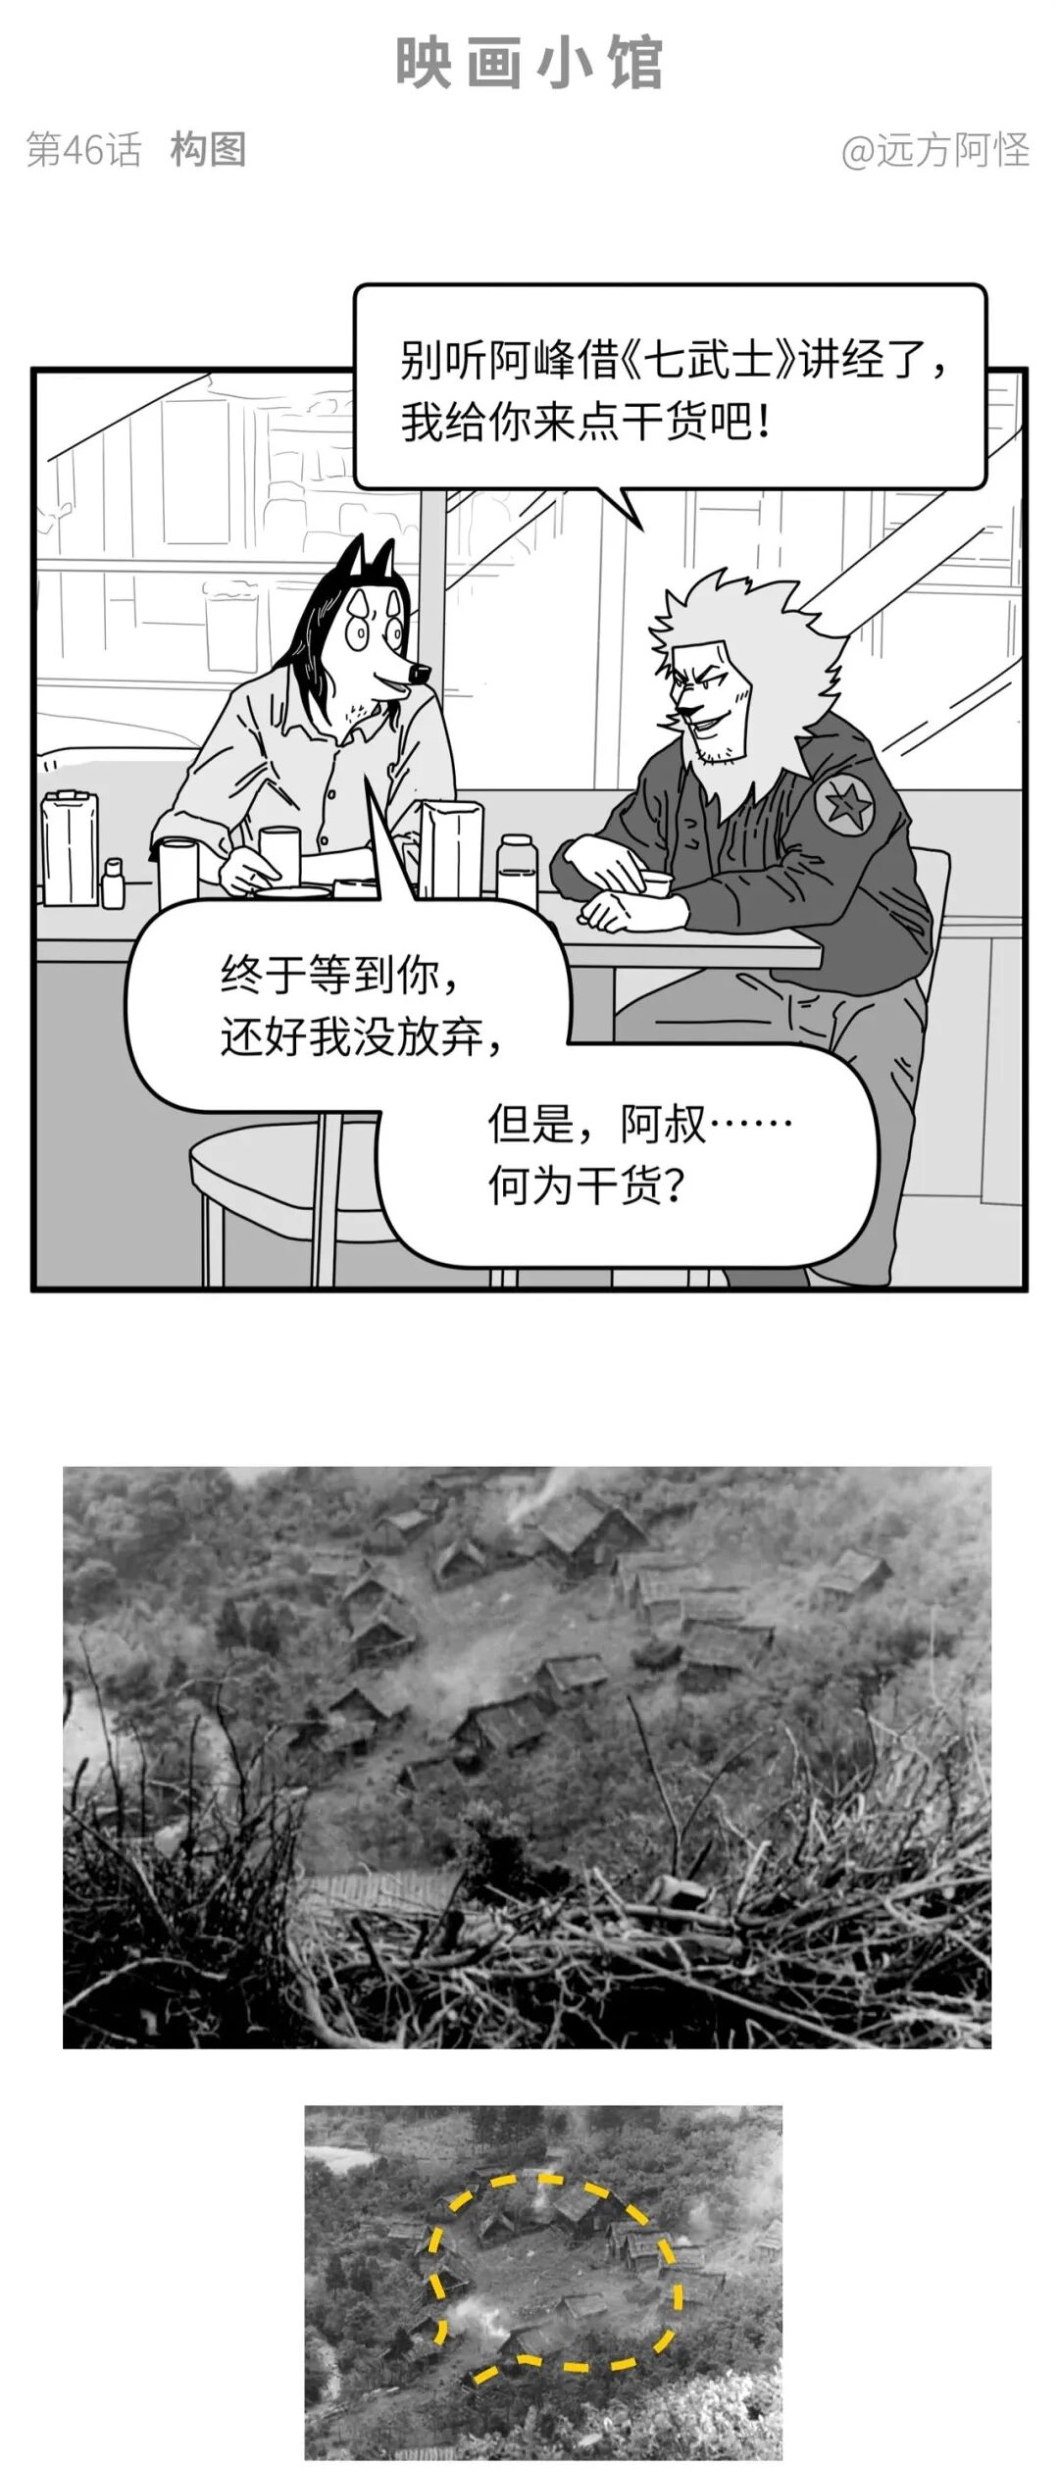 映画小馆
第46话 构图
@远方阿怪
别听阿峰借《七武士》讲经了，
我给你来点干货吧！
终于等到你，
还好我没放弃，
但是，阿叔……
何为干货？